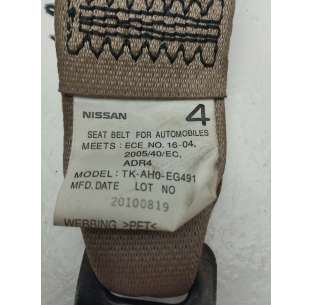 NISSAN 4
SEAT BELT FOR AUTOMOBILES
MEETS : ECE NO. 16-04,
2005/40/EC,
ADR4
MODEL: TK-AH0-EG491
MFD.DATE LOT NO
20100819
WEBBING >PET<